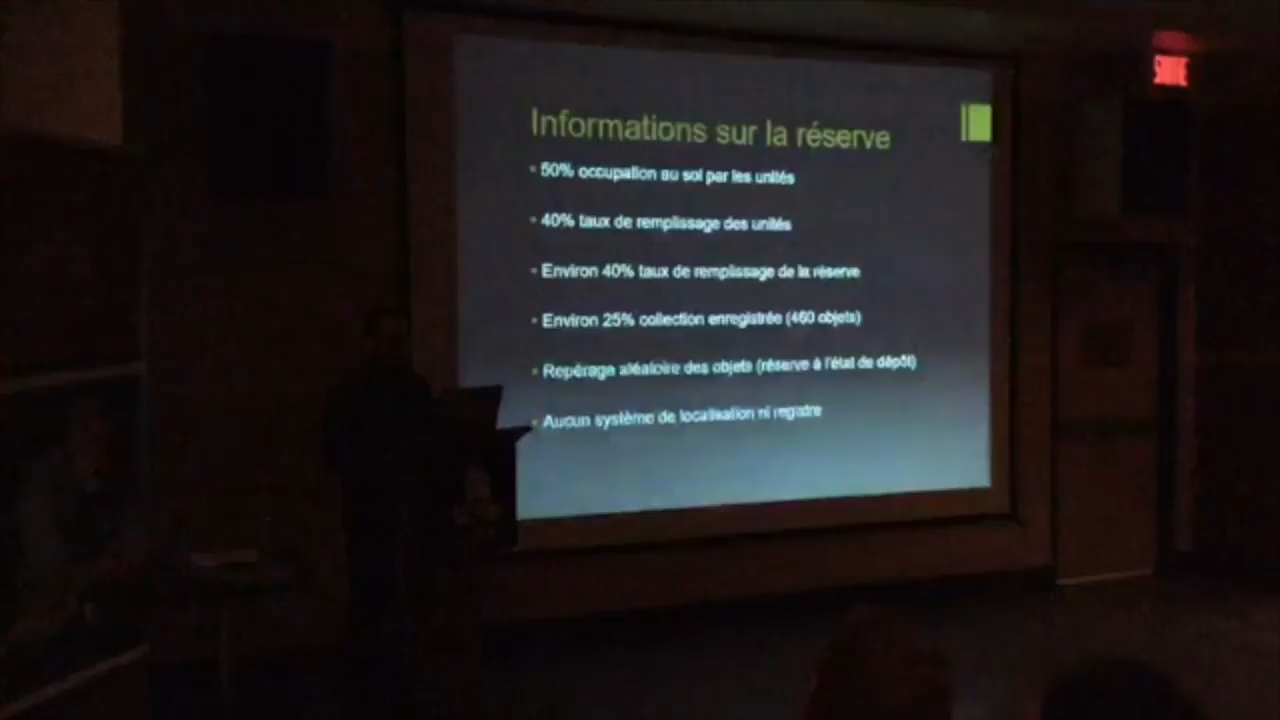 SORTIE
Informations sur la réserve
50% occupation au sol par les unités
40% taux de remplissage des unités
Environ 40% taux de remplissage de la réserve
Environ 25% collection enregistrée (460 objets)
Repérage aléatoire des objets (réserve à l'état de dépôt)
Aucun système de localisation ni registre